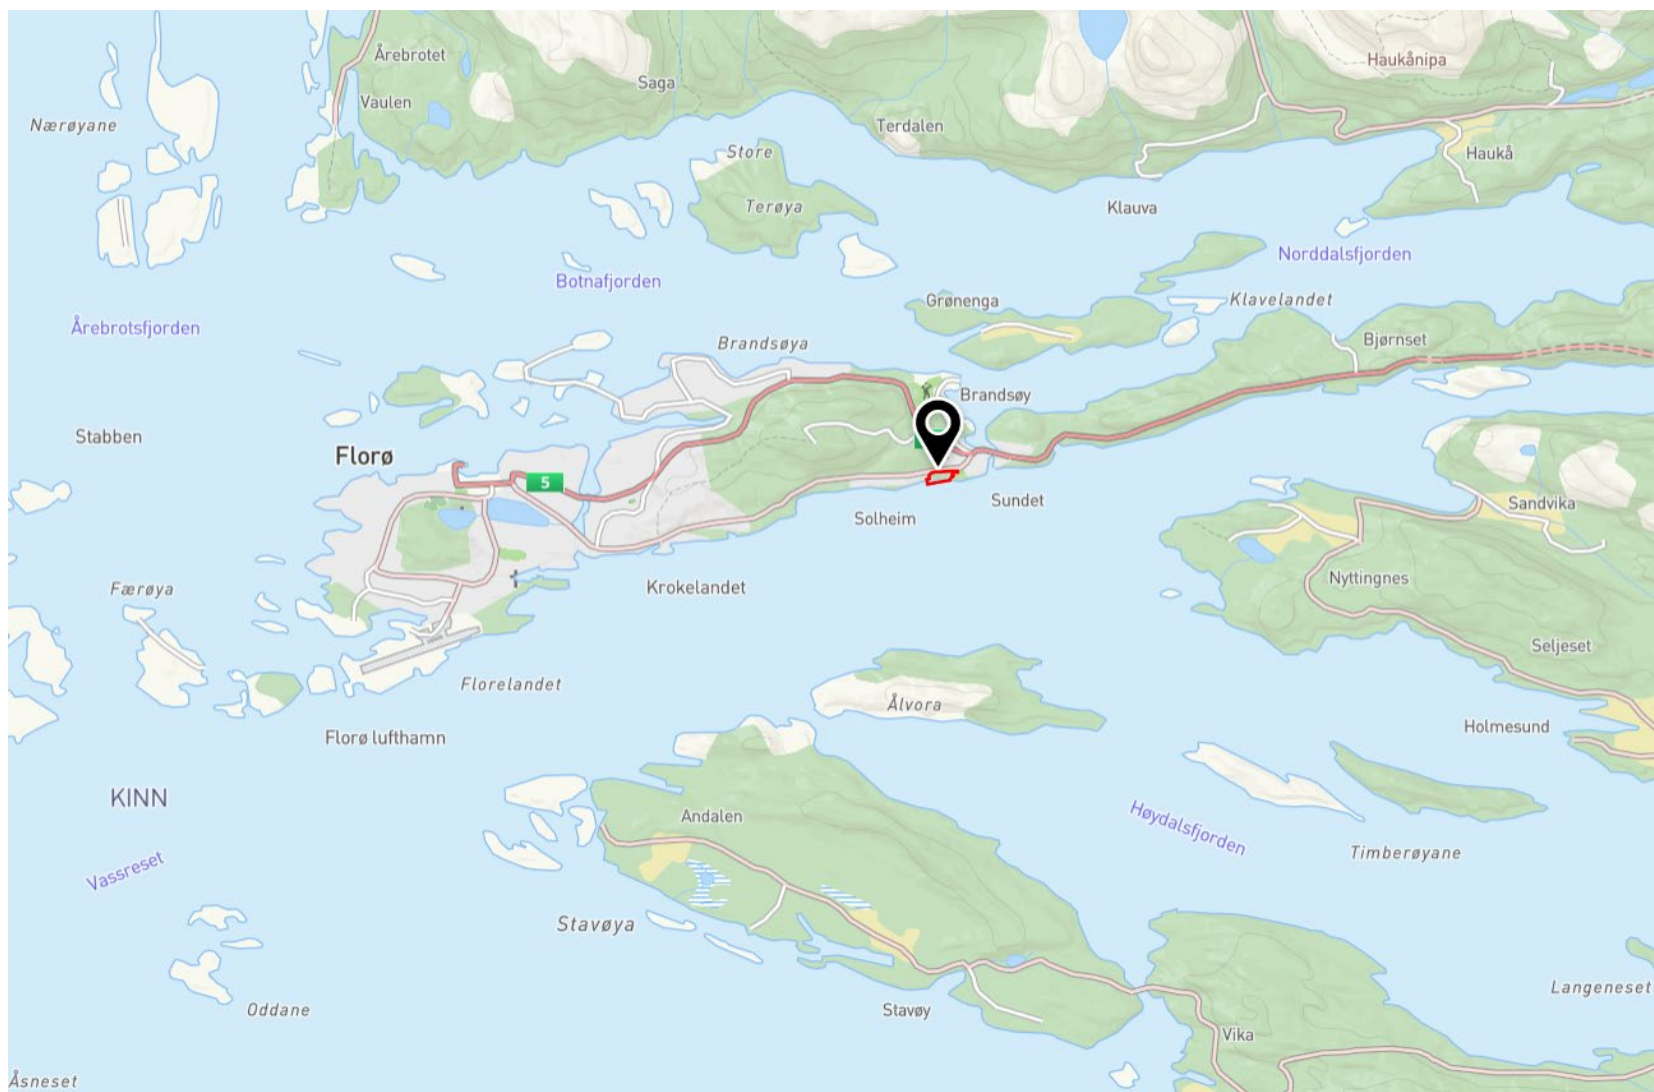 Årebrotet
Haukånipa
Saga
Vaulen
Nærøyane
Terdalen
Store
Haukå
Terøya
Klauva
Norddalsfjorden
Botnafjorden
Grønenga
Klavelandet
Årebrotsfjorden
Brandsøya
Bjørnset
Brandsøy
Stabben
Florø
5
Sundet
Sandvika
Solheim
Nyttingnes
Færøya
Krokelandet
Seljeset
Florelandet
Ålvora
Holmesund
Florø lufthamn
KINN
Andalen
Høydalsfjorden
Timberøyane
Vassreset
Stavøya
Langeneset
Oddane
Stavøy
Vika
Åsneset